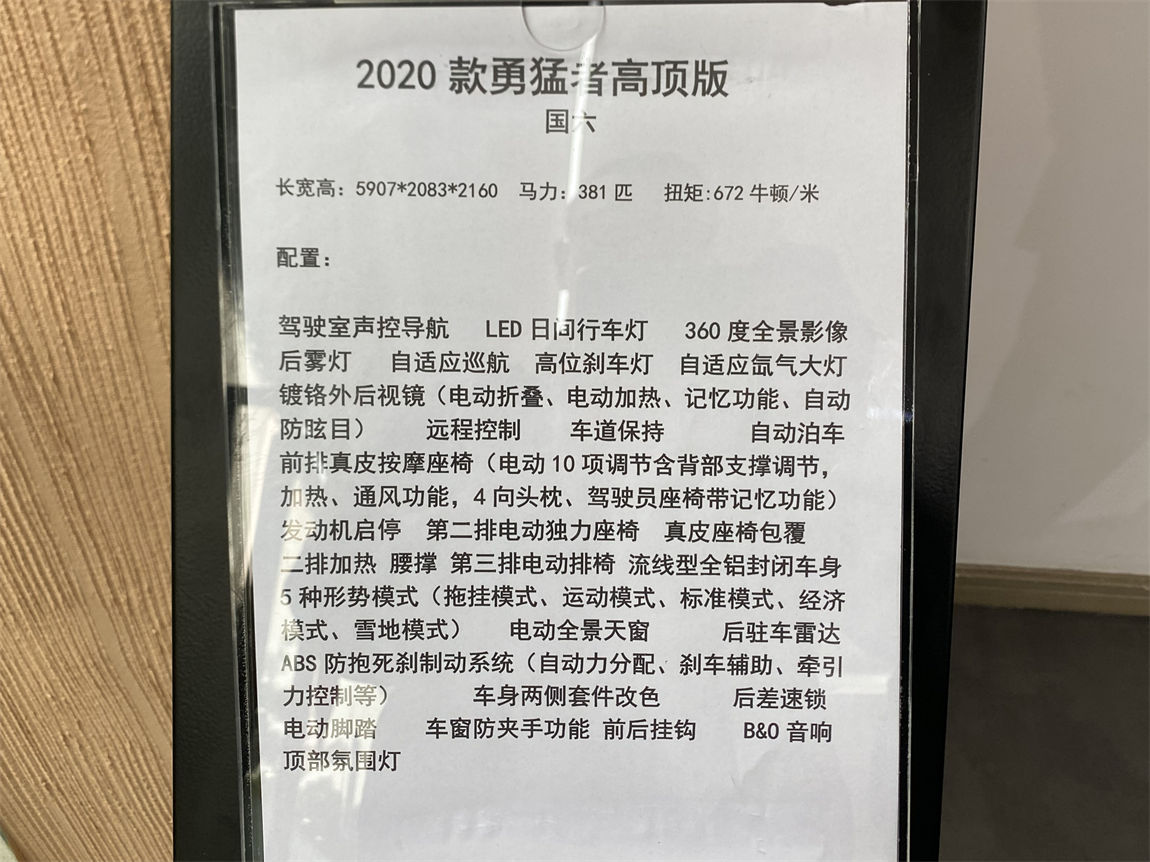 2020 款勇猛者高顶版
国六
长宽高：5907*2083*2160 马力：381 匹 扭矩:672 牛顿/米
配置：
驾驶室声控导航 LED 日间行车灯 360 度全景影像
后雾灯 自适应巡航 高位刹车灯 自适应氙气大灯
镀铬外后视镜（电动折叠、电动加热、记忆功能、自动
防眩目） 远程控制 车道保持 自动泊车
前排真皮按摩座椅（电动 10 项调节含背部支撑调节，
加热、通风功能，4 向头枕、驾驶员座椅带记忆功能）
发动机启停 第二排电动独力座椅 真皮座椅包覆
二排加热 腰撑 第三排电动排椅 流线型全铝封闭车身
5 种形势模式（拖挂模式、运动模式、标准模式、经济
模式、雪地模式） 电动全景天窗 后驻车雷达
ABS 防抱死刹制动系统（自动力分配、刹车辅助、牵引
力控制等） 车身两侧套件改色 后差速锁
电动脚踏 车窗防夹手功能 前后挂钩 B&O 音响
顶部氛围灯